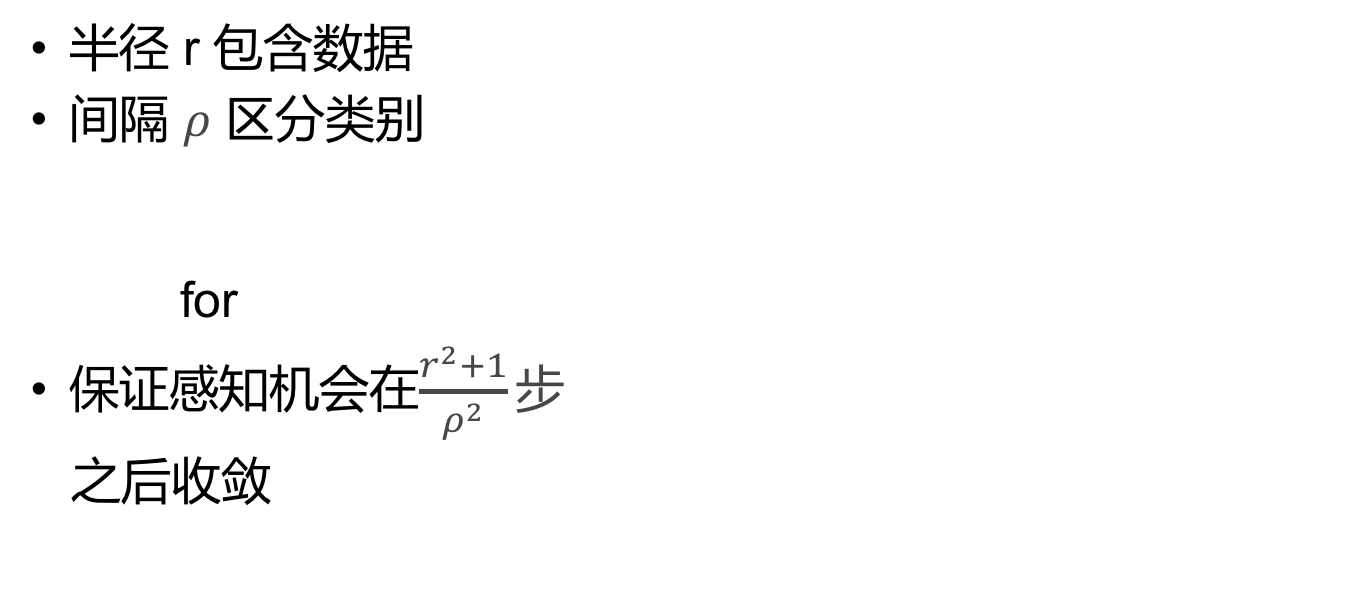 • 半径 r 包含数据
• 间隔 ρ 区分类别
for
• 保证感知机会在 (r²+1)/ρ² 步
之后收敛